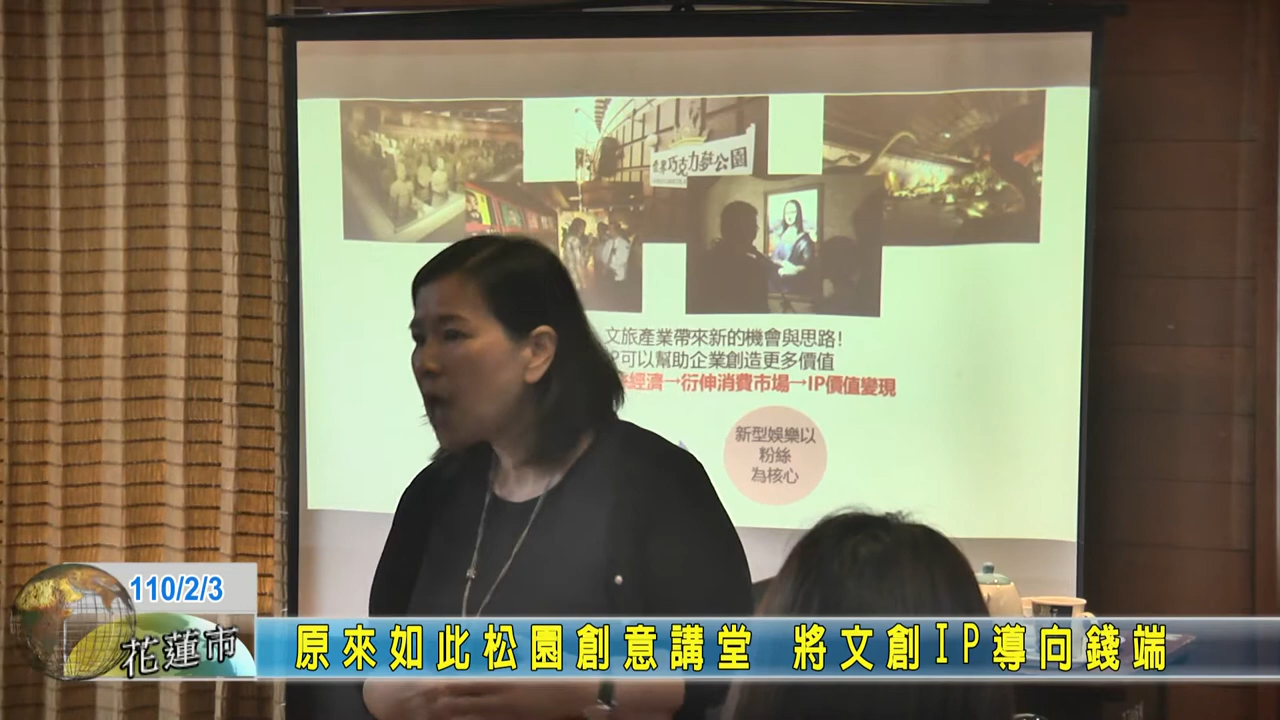 世界巧克力夢公園
文旅產業帶來新的機會與思路!
IP可以幫助企業創造更多價值
經濟→衍伸消費市場→IP價值變現
新型娛樂以
粉絲
為核心
110/2/3
花蓮市
原來如此松園創意講堂 將文創IP導向錢端